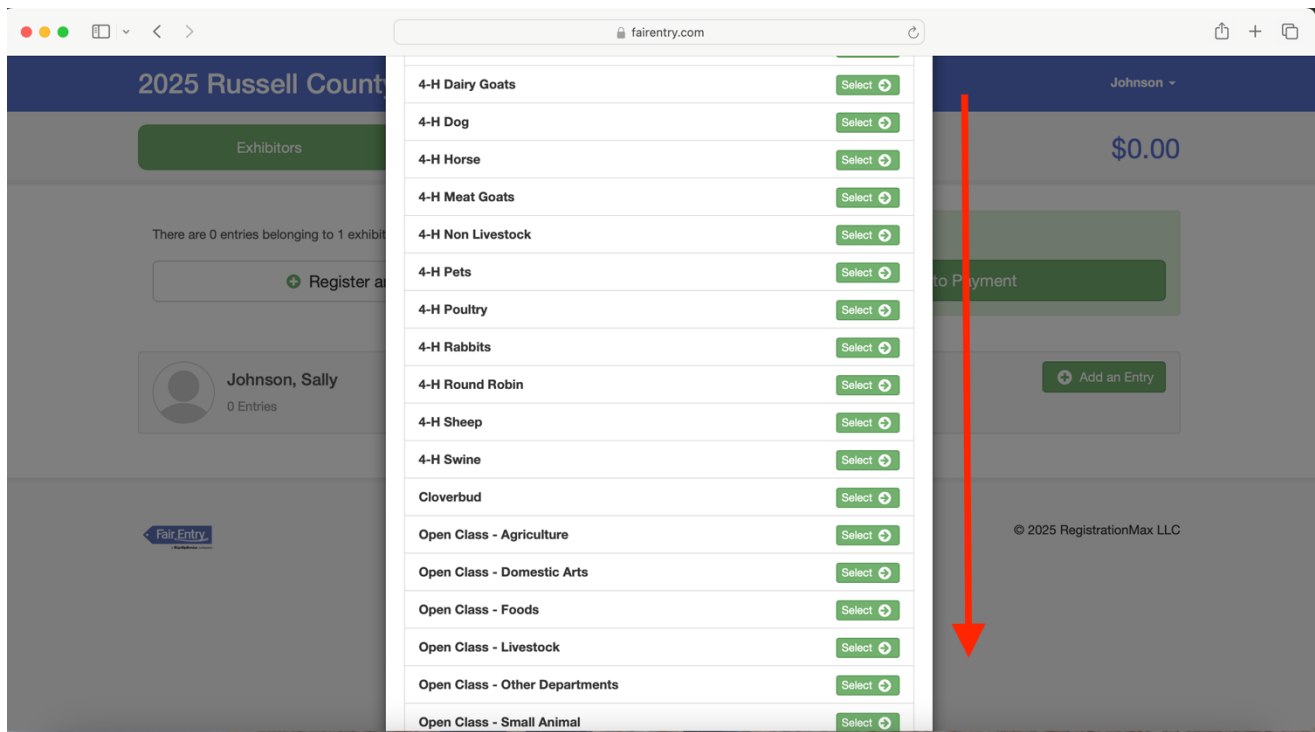 fairentry.com
2025 Russell County
Johnson
Exhibitors
$0.00
There are 0 entries belonging to 1
Register
to Payment
Johnson, Sally
0 Entries
Add an Entry
4-H Dairy Goats Select
4-H Dog Select
4-H Horse Select
4-H Meat Goats Select
4-H Non Livestock Select
4-H Pets Select
4-H Poultry Select
4-H Rabbits Select
4-H Round Robin Select
4-H Sheep Select
4-H Swine Select
Cloverbud Select
Open Class - Agriculture Select
Open Class - Domestic Arts Select
Open Class - Foods Select
Open Class - Livestock Select
Open Class - Other Departments Select
Open Class - Small Animal Select
FairEntry
© 2025 RegistrationMax LLC